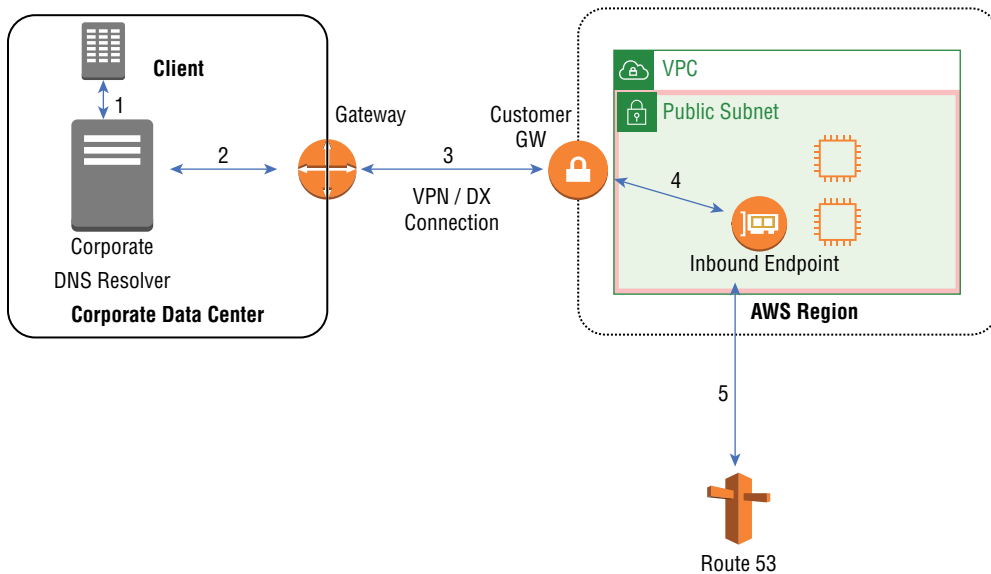 Client
1
Corporate
DNS Resolver
Corporate Data Center
2
Gateway
3
VPN / DX
Connection
Customer
GW
VPC
Public Subnet
4
Inbound Endpoint
AWS Region
5
Route 53